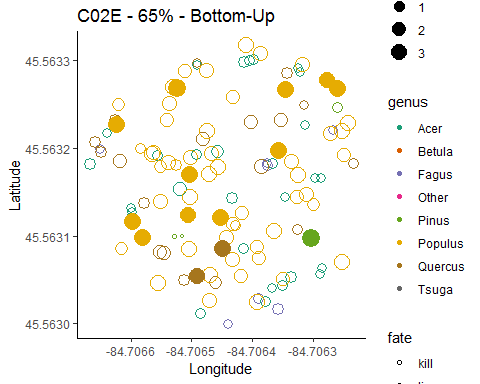 C02E - 65% - Bottom-Up
1
2
3
genus
Acer
Betula
Fagus
Other
Pinus
Populus
Quercus
Tsuga
fate
kill
45.5633
45.5632
45.5631
45.5630
Latitude
-84.7066
-84.7065
-84.7064
-84.7063
Longitude